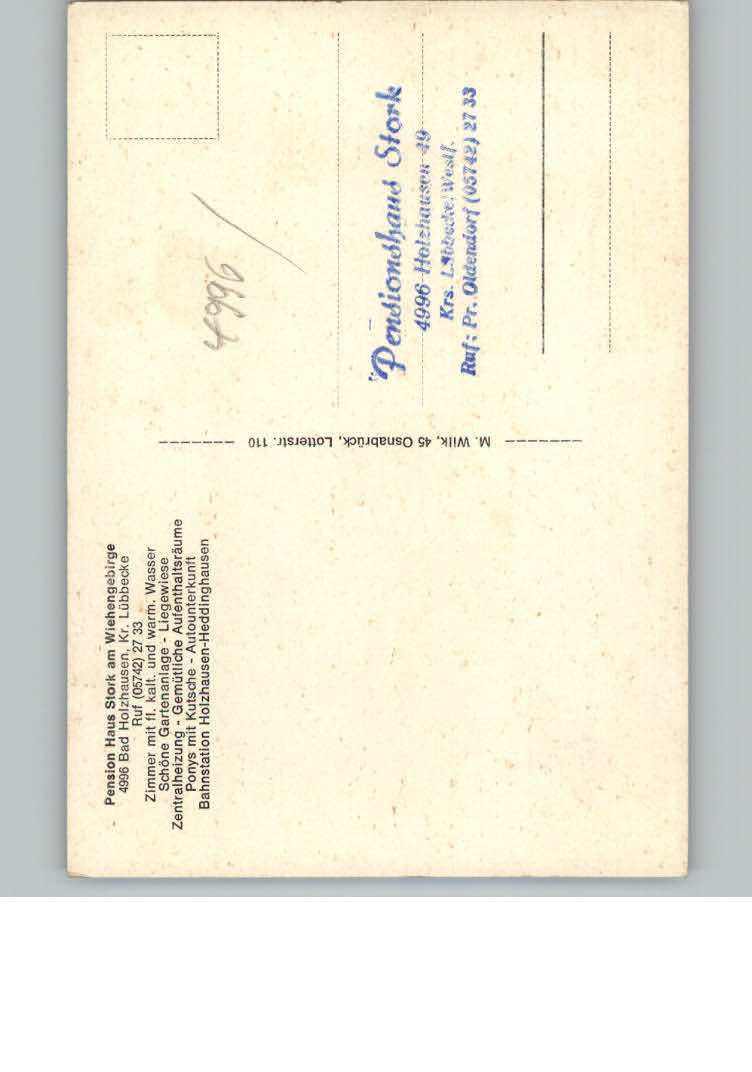 Pension Haus Stork am Wiehengebirge
4996 Bad Holzhausen, Kr. Lübbecke
Ruf (05742) 27 33
Zimmer mit fl. kalt. und warm. Wasser
Schöne Gartenanlage - Liegewiese
Zentralheizung - Gemütliche Aufenthaltsräume
Ponys mit Kutsche - Autounterkunft
Bahnstation Holzhausen-Heddinghausen
M. Wilk, 45 Osnabrück, Lotterstr. 110
4996
Pensionshaus Stork
4996 Holzhausen 49
Krs. Lübbecke/Westf.
Ruf: Pr. Oldendorf (05742) 27 33